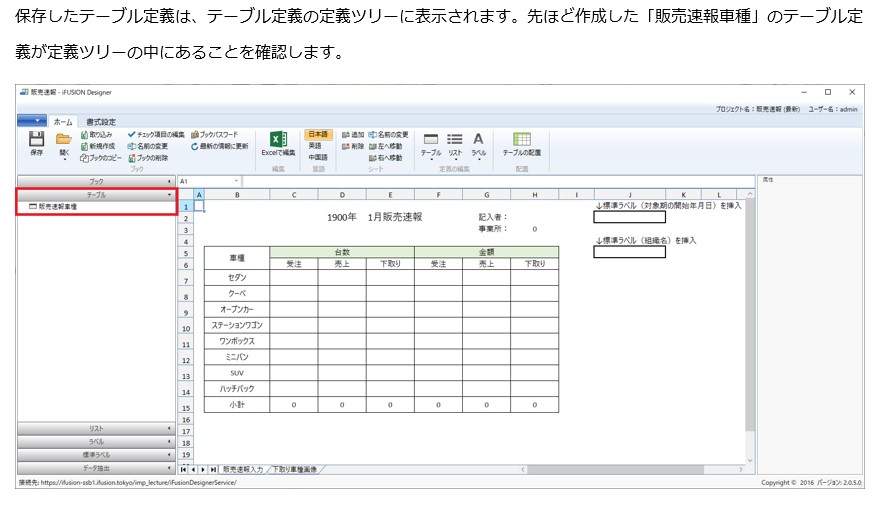 保存したテーブル定義は、テーブル定義の定義ツリーに表示されます。先ほど作成した「販売速報車種」のテーブル定
義が定義ツリーの中にあることを確認します。
販売速報 - iFUSION Designer
プロジェクト名：販売速報 (最新) ユーザー名：admin
ホーム 書式設定
保存 開く 取り込み 新規作成 ブックのコピー チェック項目の編集 名前の変更 ブックの削除 ブックパスワード 最新の情報に更新
Excelで編集 日本語 英語 中国語 追加 削除 名前の変更 左へ移動 右へ移動
テーブル リスト ラベル テーブルの配置
ブック 編集 言語 シート 定義の編集 配置
ブック A1 属性
テーブル A B C D E F G H I J K L
販売速報車種
1 ↓標準ラベル（対象期の開始年月日）を挿入
2 1900年 1月販売速報 記入者：
3 事業所： 0
4 ↓標準ラベル（組織名）を挿入
5 車種 台数 金額
6 受注 売上 下取り 受注 売上 下取り
7 セダン
8 クーペ
9 オープンカー
10 ステーションワゴン
11 ワンボックス
12 ミニバン
13 SUV
14 ハッチバック
15 小計 0 0 0 0 0 0
16
17
18
19
リスト
ラベル
標準ラベル
データ抽出
販売速報入力 下取り車種画像
接続先: https://ifusion-ssb1.ifusion.tokyo/imp_lecture/iFusionDesignerService/
Copyright © 2016 バージョン: 2.0.5.0